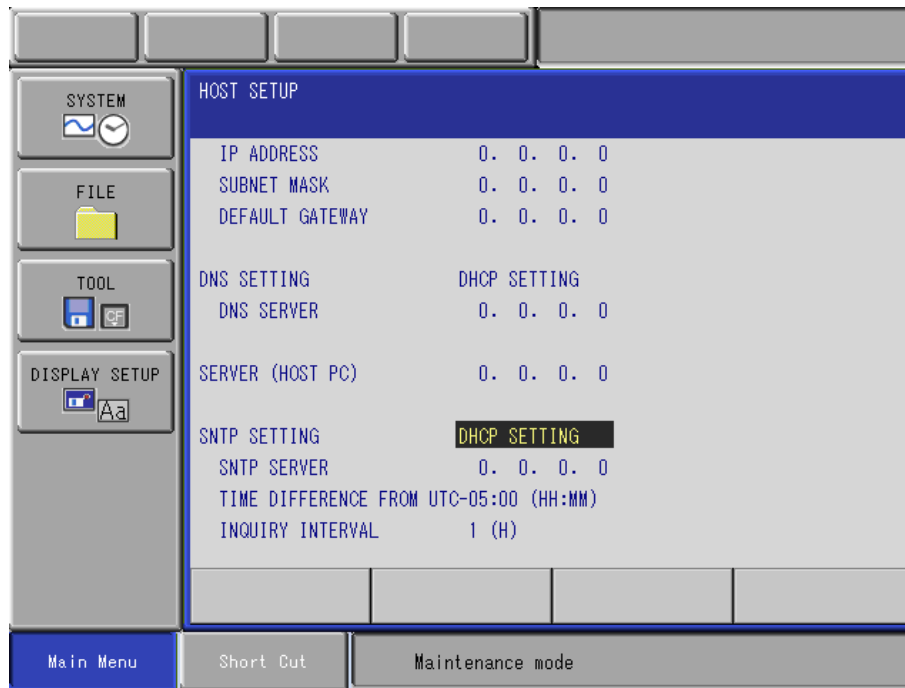 SYSTEM
FILE
TOOL
CF
DISPLAY SETUP
Aa
HOST SETUP
IP ADDRESS 0. 0. 0. 0
SUBNET MASK 0. 0. 0. 0
DEFAULT GATEWAY 0. 0. 0. 0
DNS SETTING DHCP SETTING
DNS SERVER 0. 0. 0. 0
SERVER (HOST PC) 0. 0. 0. 0
SNTP SETTING DHCP SETTING
SNTP SERVER 0. 0. 0. 0
TIME DIFFERENCE FROM UTC-05:00 (HH:MM)
INQUIRY INTERVAL 1 (H)
Main Menu Short Cut Maintenance mode